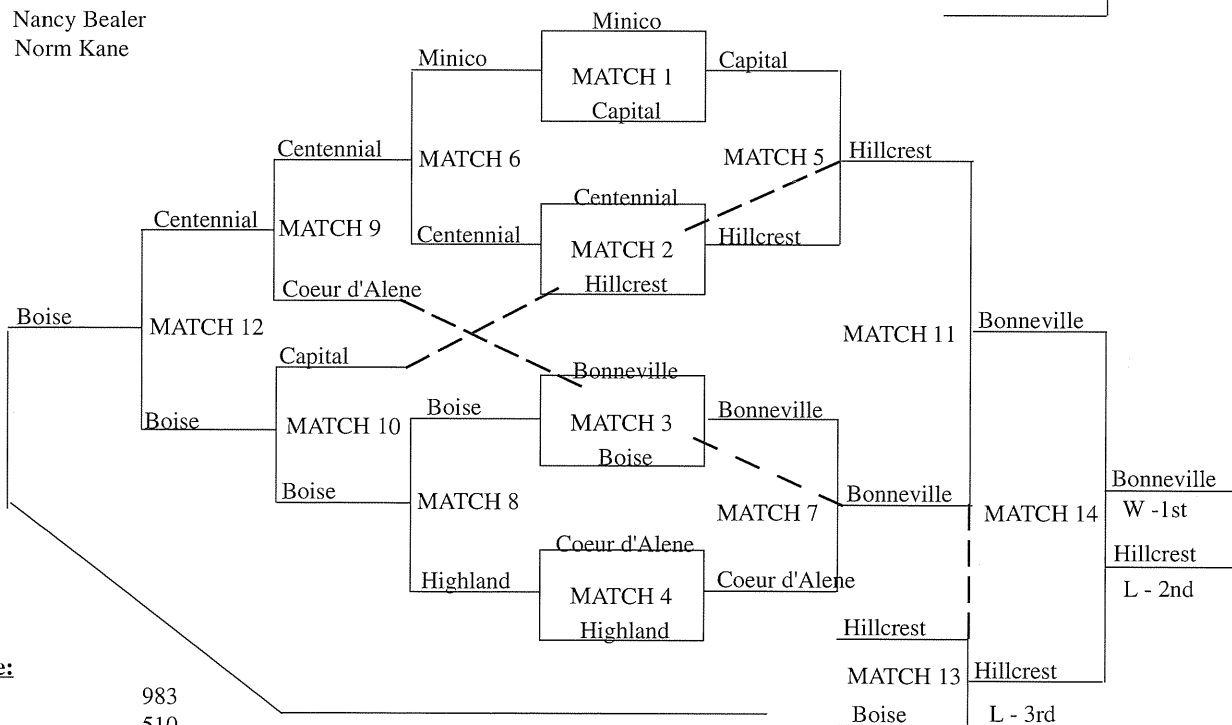 Nancy Bealer
Norm Kane
Minico
Minico
MATCH 1
Capital
Capital
Centennial
MATCH 6
MATCH 5
Hillcrest
Centennial
Centennial
MATCH 9
Centennial
MATCH 2
Hillcrest
Hillcrest
Coeur d'Alene
Boise
MATCH 12
MATCH 11
Bonneville
Capital
Bonneville
Boise
MATCH 10
Boise
MATCH 3
Boise
Bonneville
Boise
MATCH 8
MATCH 7
Bonneville
MATCH 14
Bonneville
W -1st
Coeur d'Alene
Highland
MATCH 4
Highland
Coeur d'Alene
Hillcrest
L - 2nd
Hillcrest
MATCH 13
Hillcrest
Boise
L - 3rd
e:
983
510